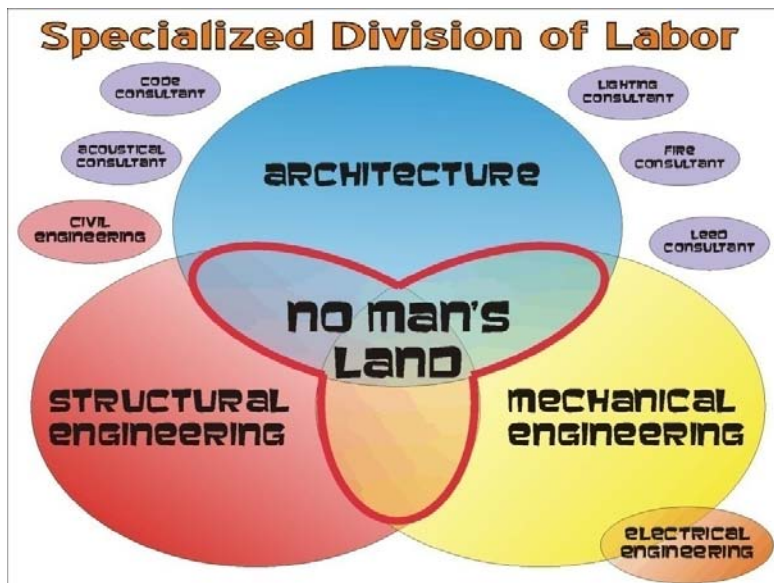 Specialized Division of Labor
CODE
CONSULTANT
LIGHTING
CONSULTANT
ACOUSTICAL
CONSULTANT
FIRE
CONSULTANT
ARCHITECTURE
CIVIL
ENGINEERING
LEED
CONSULTANT
NO MAN'S
LAND
STRUCTURAL
ENGINEERING
MECHANICAL
ENGINEERING
ELECTRICAL
ENGINEERING